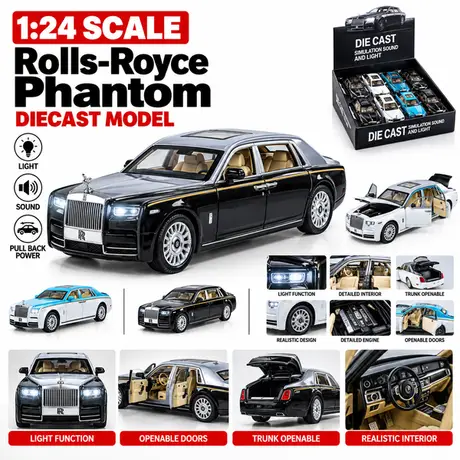 1:24 SCALE
Rolls-Royce
Phantom
DIECAST MODEL
LIGHT
SOUND
PULL BACK
POWER
DIE CAST
SIMULATION SOUND
AND LIGHT
DIE CAST
SIMULATION SOUND
AND LIGHT
LIGHT FUNCTION
DETAILED INTERIOR
TRUNK OPENABLE
REALISTIC DESIGN
DETAILED ENGINE
OPENABLE DOORS
LIGHT FUNCTION
OPENABLE DOORS
TRUNK OPENABLE
REALISTIC INTERIOR